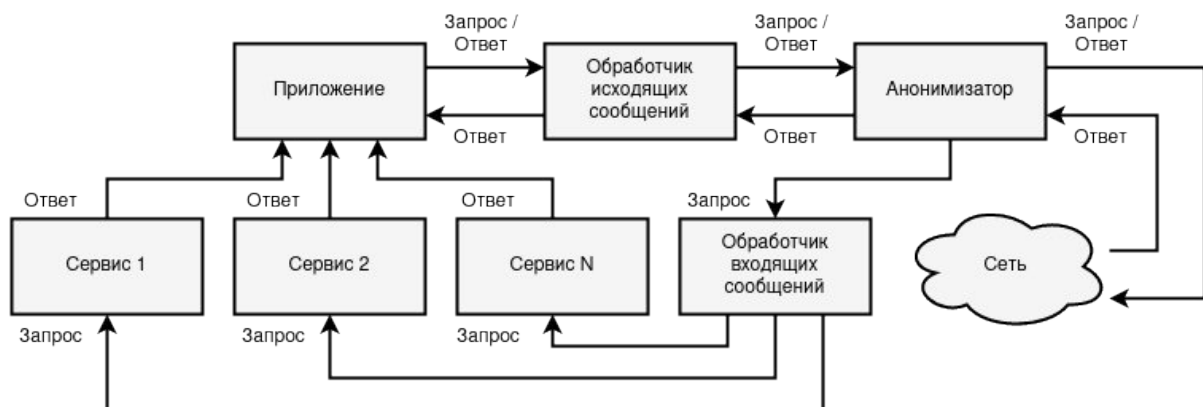 Запрос /
Ответ
Запрос /
Ответ
Запрос /
Ответ
Приложение
Обработчик
исходящих
сообщений
Анонимизатор
Ответ
Ответ
Ответ
Ответ
Ответ
Ответ
Запрос
Сервис 1
Сервис 2
Сервис N
Обработчик
входящих
сообщений
Сеть
Запрос
Запрос
Запрос